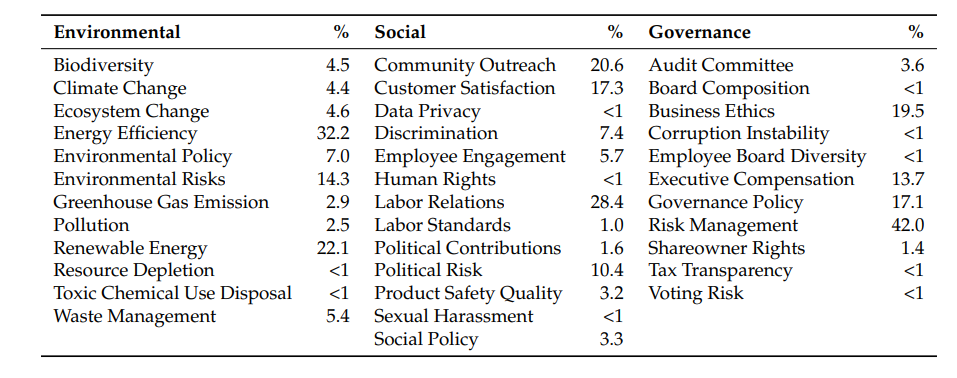 Environmental % Social % Governance %
Biodiversity 4.5 Community Outreach 20.6 Audit Committee 3.6
Climate Change 4.4 Customer Satisfaction 17.3 Board Composition <1
Ecosystem Change 4.6 Data Privacy <1 Business Ethics 19.5
Energy Efficiency 32.2 Discrimination 7.4 Corruption Instability <1
Environmental Policy 7.0 Employee Engagement 5.7 Employee Board Diversity <1
Environmental Risks 14.3 Human Rights <1 Executive Compensation 13.7
Greenhouse Gas Emission 2.9 Labor Relations 28.4 Governance Policy 17.1
Pollution 2.5 Labor Standards 1.0 Risk Management 42.0
Renewable Energy 22.1 Political Contributions 1.6 Shareowner Rights 1.4
Resource Depletion <1 Political Risk 10.4 Tax Transparency <1
Toxic Chemical Use Disposal <1 Product Safety Quality 3.2 Voting Risk <1
Waste Management 5.4 Sexual Harassment <1
Social Policy 3.3